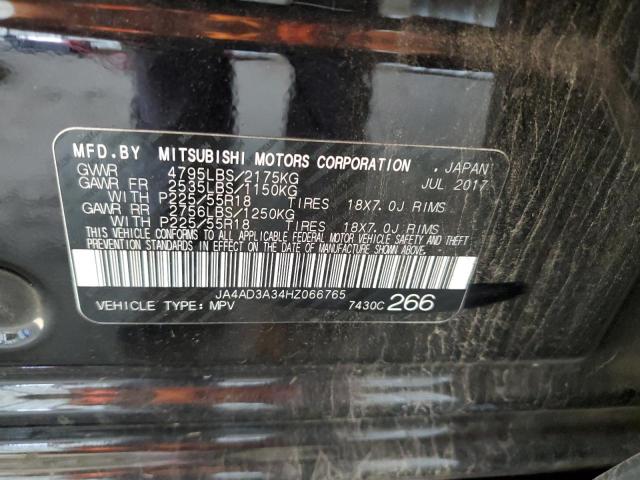 MFD.BY MITSUBISHI MOTORS CORPORATION . JAPAN
GVWR 4795LBS/2175KG JUL 2017
GAWR FR 2535LBS/1150KG
WITH P225/55R18 TIRES 18X7.0J RIMS
GAWR RR 2756LBS/1250KG
WITH P225/55R18 TIRES 18X7.0J RIMS
THIS VEHICLE CONFORMS TO ALL APPLICABLE FEDERAL MOTOR VEHICLE SAFETY AND THEFT
PREVENTION STANDARDS IN EFFECT ON THE DATE OF MANUFACTURE SHOWN ABOVE.
JA4AD3A34HZ066765
VEHICLE TYPE: MPV 7430C 266